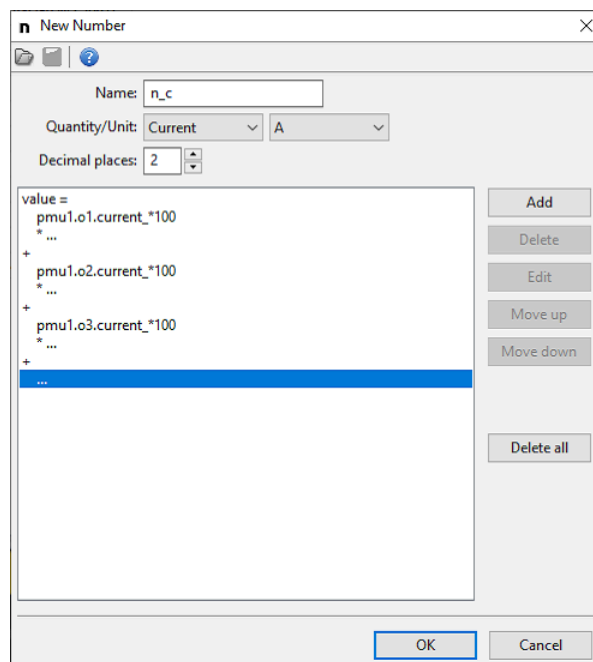 n New Number
Name: n_c
Quantity/Unit: Current A
Decimal places: 2
value =
pmu1.o1.current_*100
* ...
+
pmu1.o2.current_*100
* ...
+
pmu1.o3.current_*100
* ...
+
...
Add
Delete
Edit
Move up
Move down
Delete all
OK Cancel